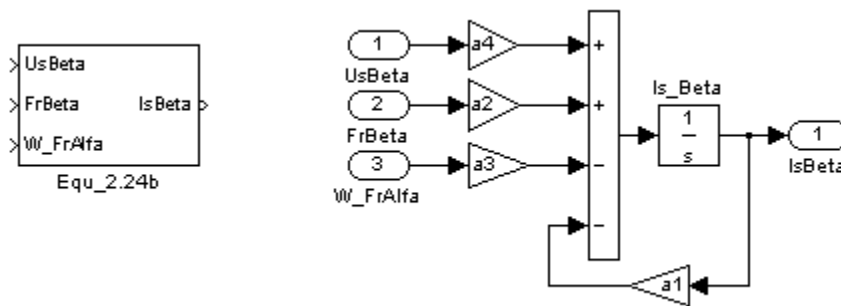 UsBeta
FrBeta
IsBeta
W_FrAlfa
Equ_2.24b
1
a4
+
UsBeta
2
a2
+
FrBeta
3
a3
−
W_FrAlfa
−
a1
Is_Beta
1
s
1
IsBeta